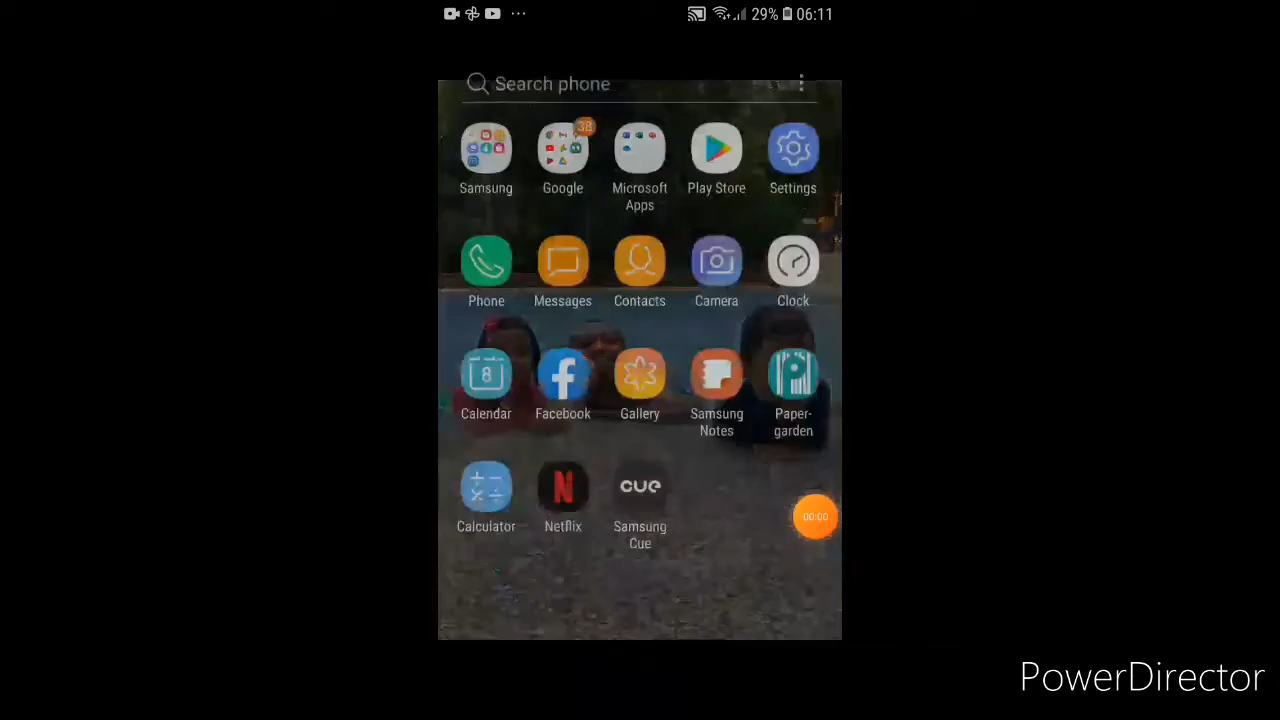 29% 06:11
Search phone
38
Samsung Google Microsoft Apps Play Store Settings
Phone Messages Contacts Camera Clock
8
Calendar Facebook Gallery Samsung Notes Paper-garden
cue
N
Calculator Netflix Samsung Cue
00:00
PowerDirector